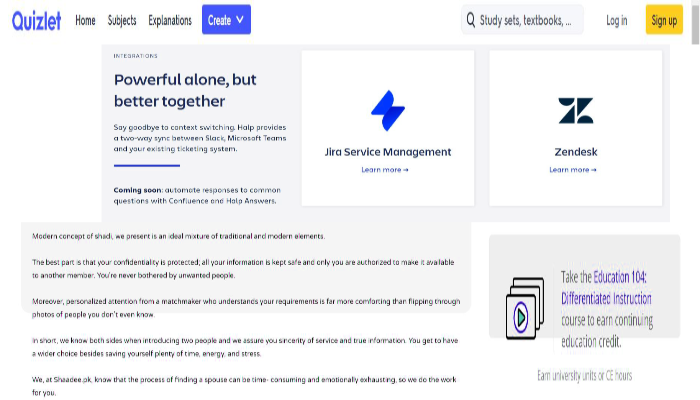 Quizlet Home Subjects Explanations Create Study sets, textbooks, ... Log in Sign up
INTEGRATIONS
Powerful alone, but
better together
Say goodbye to context switching. Halp provides
a two-way sync between Slack, Microsoft Teams
and your existing ticketing system.
Coming soon: automate responses to common
questions with Confluence and Halp Answers.
Jira Service Management
Learn more →
Zendesk
Learn more →
Modern concept of shadi, we present is an ideal mixture of traditional and modern elements.
The best part is that your confidentiality is protected; all your information is kept safe and only you are authorized to make it available
to another member. You're never bothered by unwanted people.
Moreover, personalized attention from a matchmaker who understands your requirements is far more comforting than flipping through
photos of people you don't even know.
In short, we know both sides when introducing two people and we assure you sincerity of service and true information. You get to have
a wider choice besides saving yourself plenty of time, energy, and stress.
We, at Shaadee.pk, know that the process of finding a spouse can be time- consuming and emotionally exhausting, so we do the work
for you.
Take the Education 104:
Differentiated Instruction
course to earn continuing
education credit.
Earn university units or CE hours